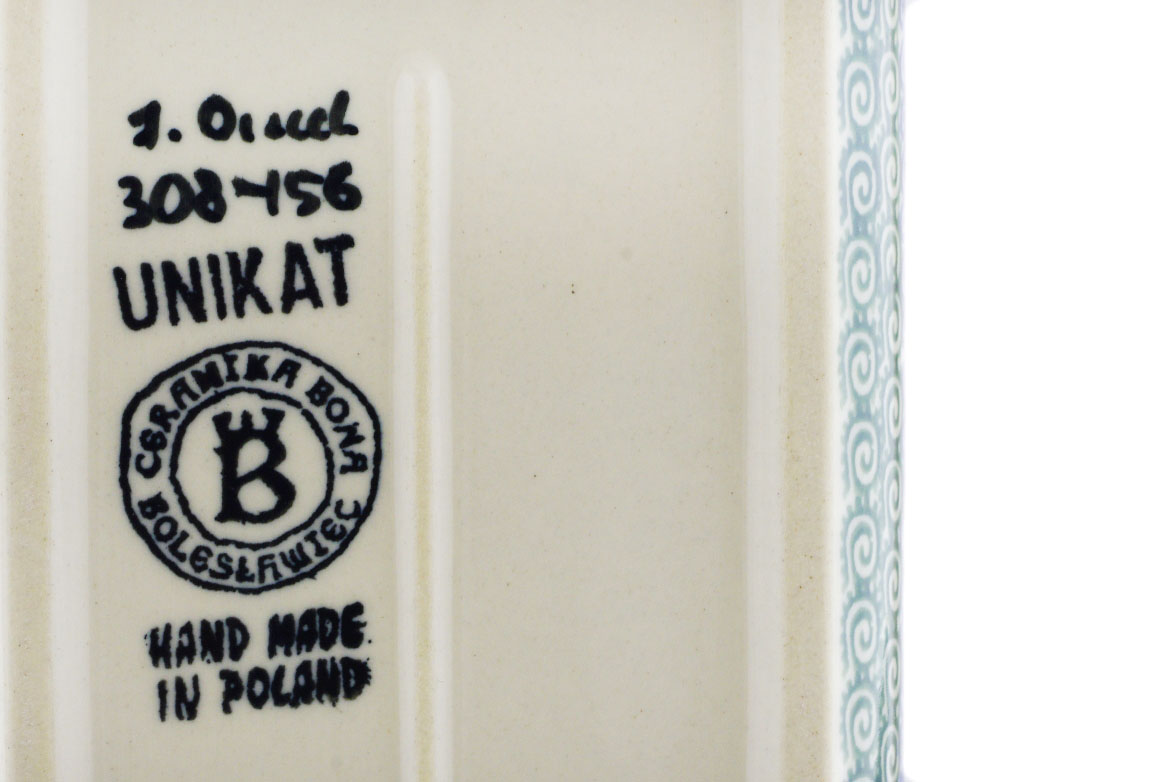 308-156
UNIKAT
CERAMIKA BONA
BOLESŁAWIEC
B
HAND MADE
IN POLAND